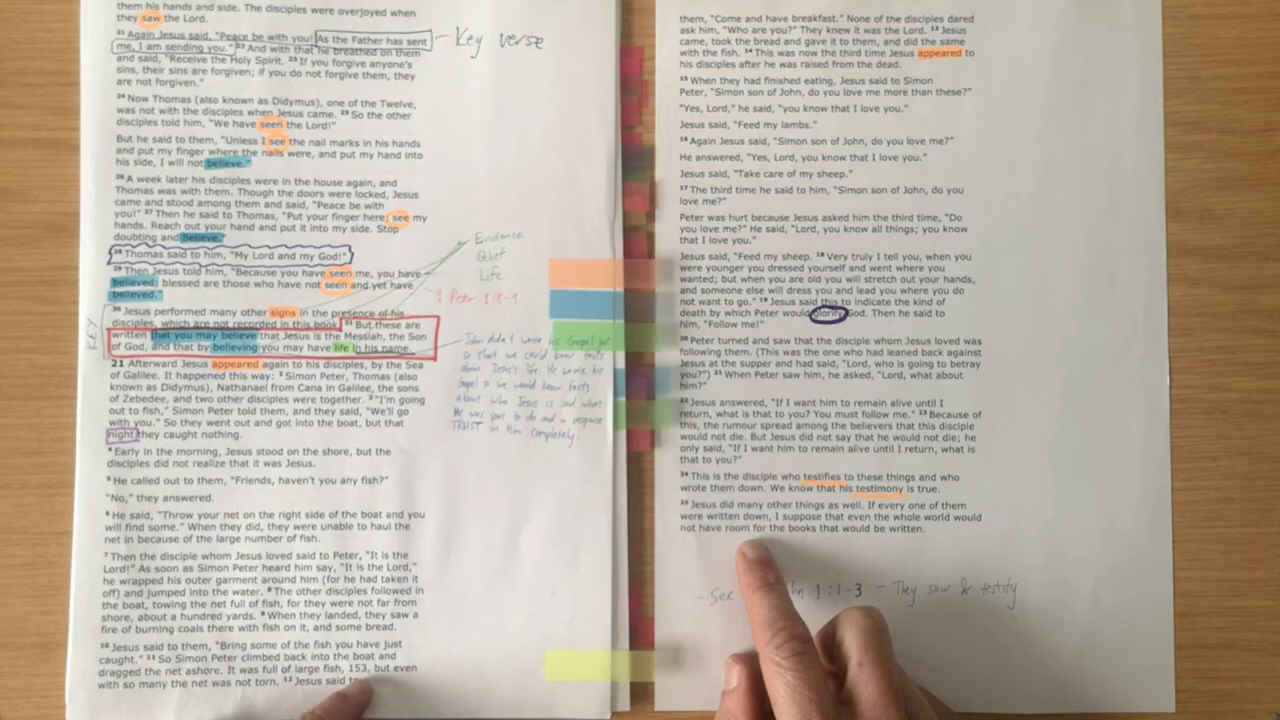 them his hands and side. The disciples were overjoyed when
they saw the Lord.
21 Again Jesus said, "Peace be with you! As the Father has sent
me, I am sending you." 22 And with that he breathed on them
and said, "Receive the Holy Spirit. 23 If you forgive anyone's
sins, their sins are forgiven; if you do not forgive them, they
are not forgiven."
Key verse
24 Now Thomas (also known as Didymus), one of the Twelve,
was not with the disciples when Jesus came. 25 So the other
disciples told him, "We have seen the Lord!"
But he said to them, "Unless I see the nail marks in his hands
and put my finger where the nails were, and put my hand into
his side, I will not believe."
26 A week later his disciples were in the house again, and
Thomas was with them. Though the doors were locked, Jesus
came and stood among them and said, "Peace be with
you!" 27 Then he said to Thomas, "Put your finger here; see my
hands. Reach out your hand and put it into my side. Stop
doubting and believe."
28 Thomas said to him, "My Lord and my God!"
29 Then Jesus told him, "Because you have seen me, you have
believed; blessed are those who have not seen and yet have
believed."
Evidence
Belief
Life
1 Peter 1:8-9
30 Jesus performed many other signs in the presence of his
disciples, which are not recorded in this book. 31 But these are
written that you may believe that Jesus is the Messiah, the Son
of God, and that by believing you may have life in his name.
KEY
John didn't write his Gospel just
so that we could know facts
about Jesus's life. He wrote his
Gospel so we would know facts
about who Jesus is and what
He was sent to do and in response
TRUST in Him completely.
21 Afterward Jesus appeared again to his disciples, by the Sea
of Galilee. It happened this way: 2 Simon Peter, Thomas (also
known as Didymus), Nathanael from Cana in Galilee, the sons
of Zebedee, and two other disciples were together. 3 "I'm going
out to fish," Simon Peter told them, and they said, "We'll go
with you." So they went out and got into the boat, but that
night they caught nothing.
4 Early in the morning, Jesus stood on the shore, but the
disciples did not realize that it was Jesus.
5 He called out to them, "Friends, haven't you any fish?"
"No," they answered.
6 He said, "Throw your net on the right side of the boat and you
will find some." When they did, they were unable to haul the
net in because of the large number of fish.
7 Then the disciple whom Jesus loved said to Peter, "It is the
Lord!" As soon as Simon Peter heard him say, "It is the Lord,"
he wrapped his outer garment around him (for he had taken it
off) and jumped into the water. 8 The other disciples followed in
the boat, towing the net full of fish, for they were not far from
shore, about a hundred yards. 9 When they landed, they saw a
fire of burning coals there with fish on it, and some bread.
10 Jesus said to them, "Bring some of the fish you have just
caught." 11 So Simon Peter climbed back into the boat and
dragged the net ashore. It was full of large fish, 153, but even
with so many the net was not torn. 12 Jesus said
them, "Come and have breakfast." None of the disciples dared
ask him, "Who are you?" They knew it was the Lord. 13 Jesus
came, took the bread and gave it to them, and did the same
with the fish. 14 This was now the third time Jesus appeared to
his disciples after he was raised from the dead.
15 When they had finished eating, Jesus said to Simon
Peter, "Simon son of John, do you love me more than these?"
"Yes, Lord," he said, "you know that I love you."
Jesus said, "Feed my lambs."
16 Again Jesus said, "Simon son of John, do you love me?"
He answered, "Yes, Lord, you know that I love you."
Jesus said, "Take care of my sheep."
17 The third time he said to him, "Simon son of John, do you
love me?"
Peter was hurt because Jesus asked him the third time, "Do
you love me?" He said, "Lord, you know all things; you know
that I love you."
Jesus said, "Feed my sheep. 18 Very truly I tell you, when you
were younger you dressed yourself and went where you
wanted; but when you are old you will stretch out your hands,
and someone else will dress you and lead you where you do
not want to go." 19 Jesus said this to indicate the kind of
death by which Peter would glorify God. Then he said to
him, "Follow me!"
20 Peter turned and saw that the disciple whom Jesus loved was
following them. (This was the one who had leaned back against
Jesus at the supper and had said, "Lord, who is going to betray
you?") 21 When Peter saw him, he asked, "Lord, what about
him?"
22 Jesus answered, "If I want him to remain alive until I
return, what is that to you? You must follow me." 23 Because of
this, the rumour spread among the believers that this disciple
would not die. But Jesus did not say that he would not die; he
only said, "If I want him to remain alive until I return, what is
that to you?"
24 This is the disciple who testifies to these things and who
wrote them down. We know that his testimony is true.
25 Jesus did many other things as well. If every one of them
were written down, I suppose that even the whole world would
not have room for the books that would be written.
- See 1:1-3 - They saw & testify